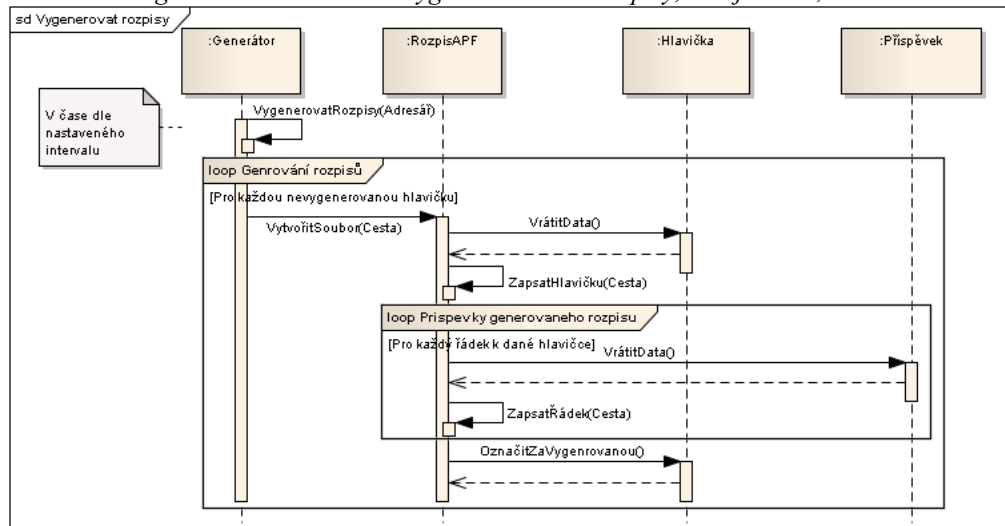 sd Vygenerovat rozpisy
:Generátor
:RozpisAPF
:Hlavička
:Příspěvek
V čase dle
nastaveného
intervalu
VygenerovatRozpisy(Adresář)
loop Genrování rozpisů
[Pro každou nevygenerovanou hlavičku]
VytvořitSoubor(Cesta)
VrátitData()
ZapsatHlavičku(Cesta)
loop Prispevky generovaneho rozpisu
[Pro každý řádek k dané hlavičce]
VrátitData()
ZapsatŘádek(Cesta)
OznačitZaVygenrovanou()